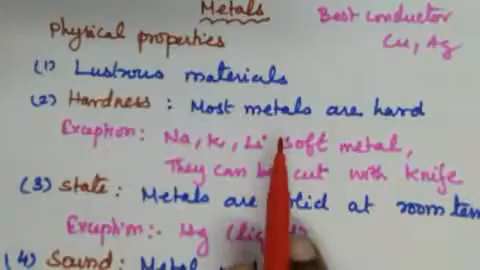 Metals
Best conductor
Cu, Ag
Physical properties
(1) Lustrous materials
(2) Hardness : Most metals are hard
Exception : Na, K, Li soft metal,
They can be cut with knife
(3) State : Metals are solid at room tem
Exception :- Hg
(4) Sound : Metal